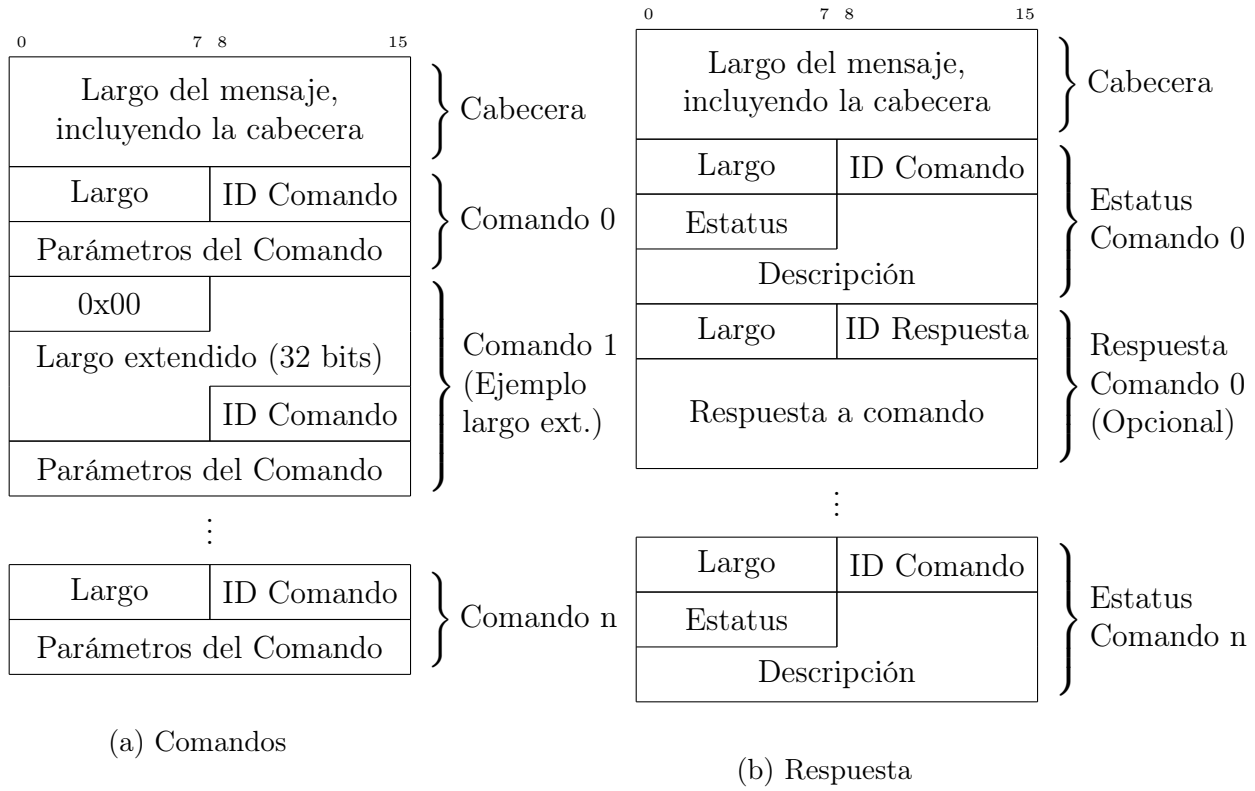 0 7 8 15
Largo del mensaje,
incluyendo la cabecera
Cabecera
Largo ID Comando
Parámetros del Comando
Comando 0
0x00
Largo extendido (32 bits)
ID Comando
Parámetros del Comando
Comando 1
(Ejemplo
largo ext.)
⋮
Largo ID Comando
Parámetros del Comando
Comando n
(a) Comandos
0 7 8 15
Largo del mensaje,
incluyendo la cabecera
Cabecera
Largo ID Comando
Estatus
Descripción
Estatus
Comando 0
Largo ID Respuesta
Respuesta a comando
Respuesta
Comando 0
(Opcional)
⋮
Largo ID Comando
Estatus
Descripción
Estatus
Comando n
(b) Respuesta